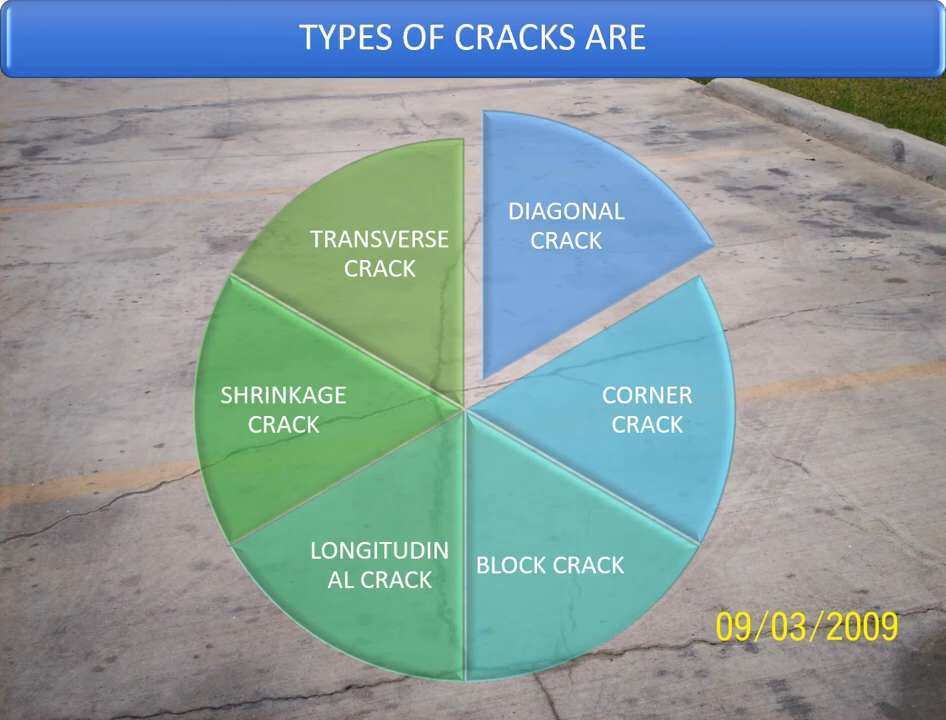 TYPES OF CRACKS ARE
DIAGONAL
CRACK
CORNER
CRACK
BLOCK CRACK
LONGITUDIN
AL CRACK
SHRINKAGE
CRACK
TRANSVERSE
CRACK
09/03/2009